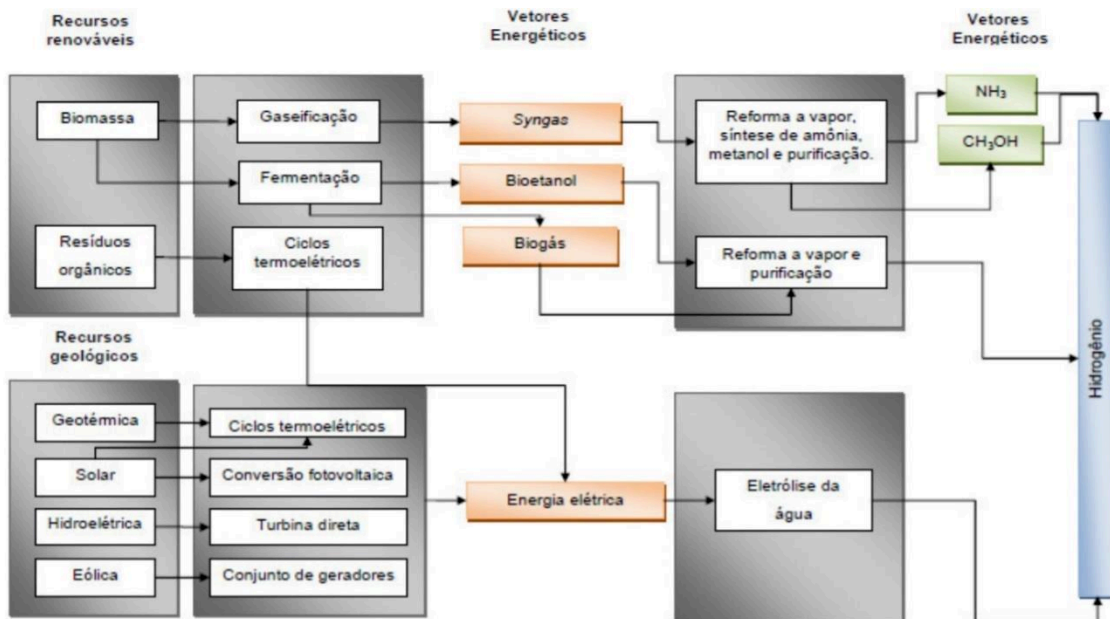 Recursos
renováveis
Vetores
Energéticos
Vetores
Energéticos
Biomassa
Gaseificação
Syngas
Reforma a vapor,
síntese de amônia,
metanol e purificação.
NH₃
CH₃OH
Fermentação
Bioetanol
Resíduos
orgânicos
Ciclos
termoelétricos
Biogás
Reforma a vapor e
purificação
Hidrogênio
Recursos
geológicos
Geotérmica
Ciclos termoelétricos
Solar
Conversão fotovoltaica
Energia elétrica
Eletrólise da
água
Hidroelétrica
Turbina direta
Eólica
Conjunto de geradores